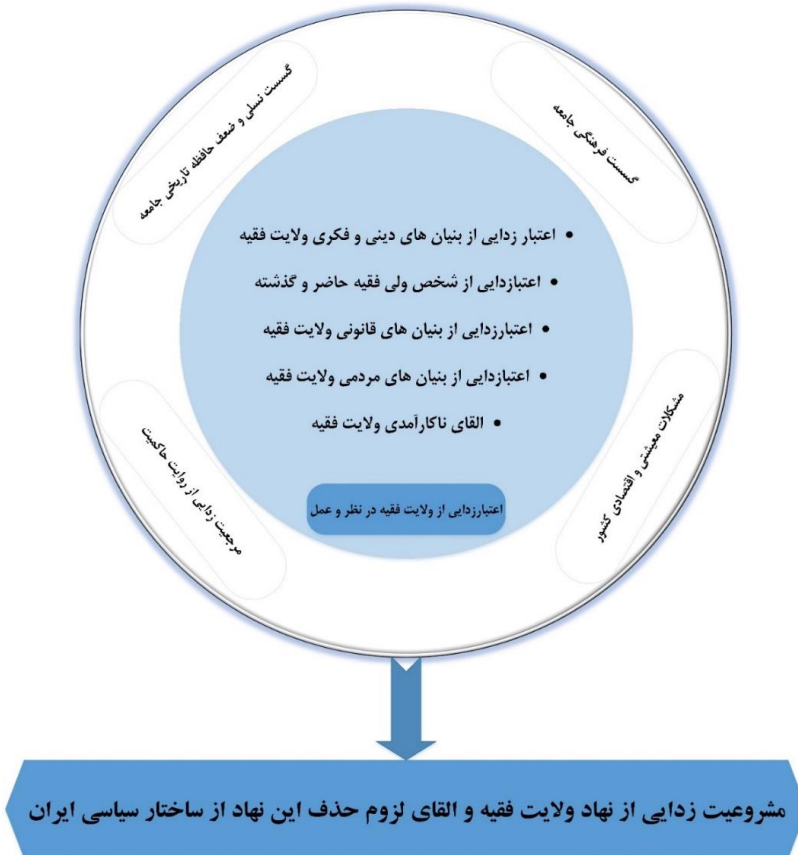 گسست نسلی و ضعف حافظه تاریخی جامعه
گسست فرهنگی جامعه
• اعتبار زدایی از بنیان های دینی و فکری ولایت فقیه
• اعتبازدایی از شخص ولی فقیه حاضر و گذشته
• اعتبارزدایی از بنیان های قانونی ولایت فقیه
• اعتبازدایی از بنیان های مردمی ولایت فقیه
• القای ناکارآمدی ولایت فقیه
اعتبارزدایی از ولایت فقیه در نظر و عمل
مرجعیت زدایی از روایت حاکمیت
مشکلات معیشتی و اقتصادی کشور
مشروعیت زدایی از نهاد ولایت فقیه و القای لزوم حذف این نهاد از ساختار سیاسی ایران